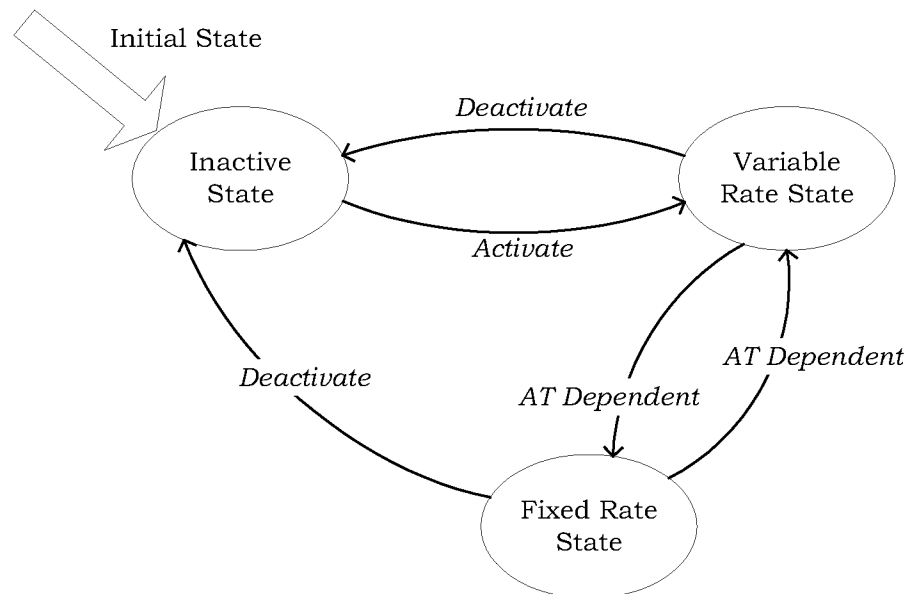 Initial State
Deactivate
Inactive
State
Variable
Rate State
Activate
AT Dependent
Deactivate
AT Dependent
Fixed Rate
State